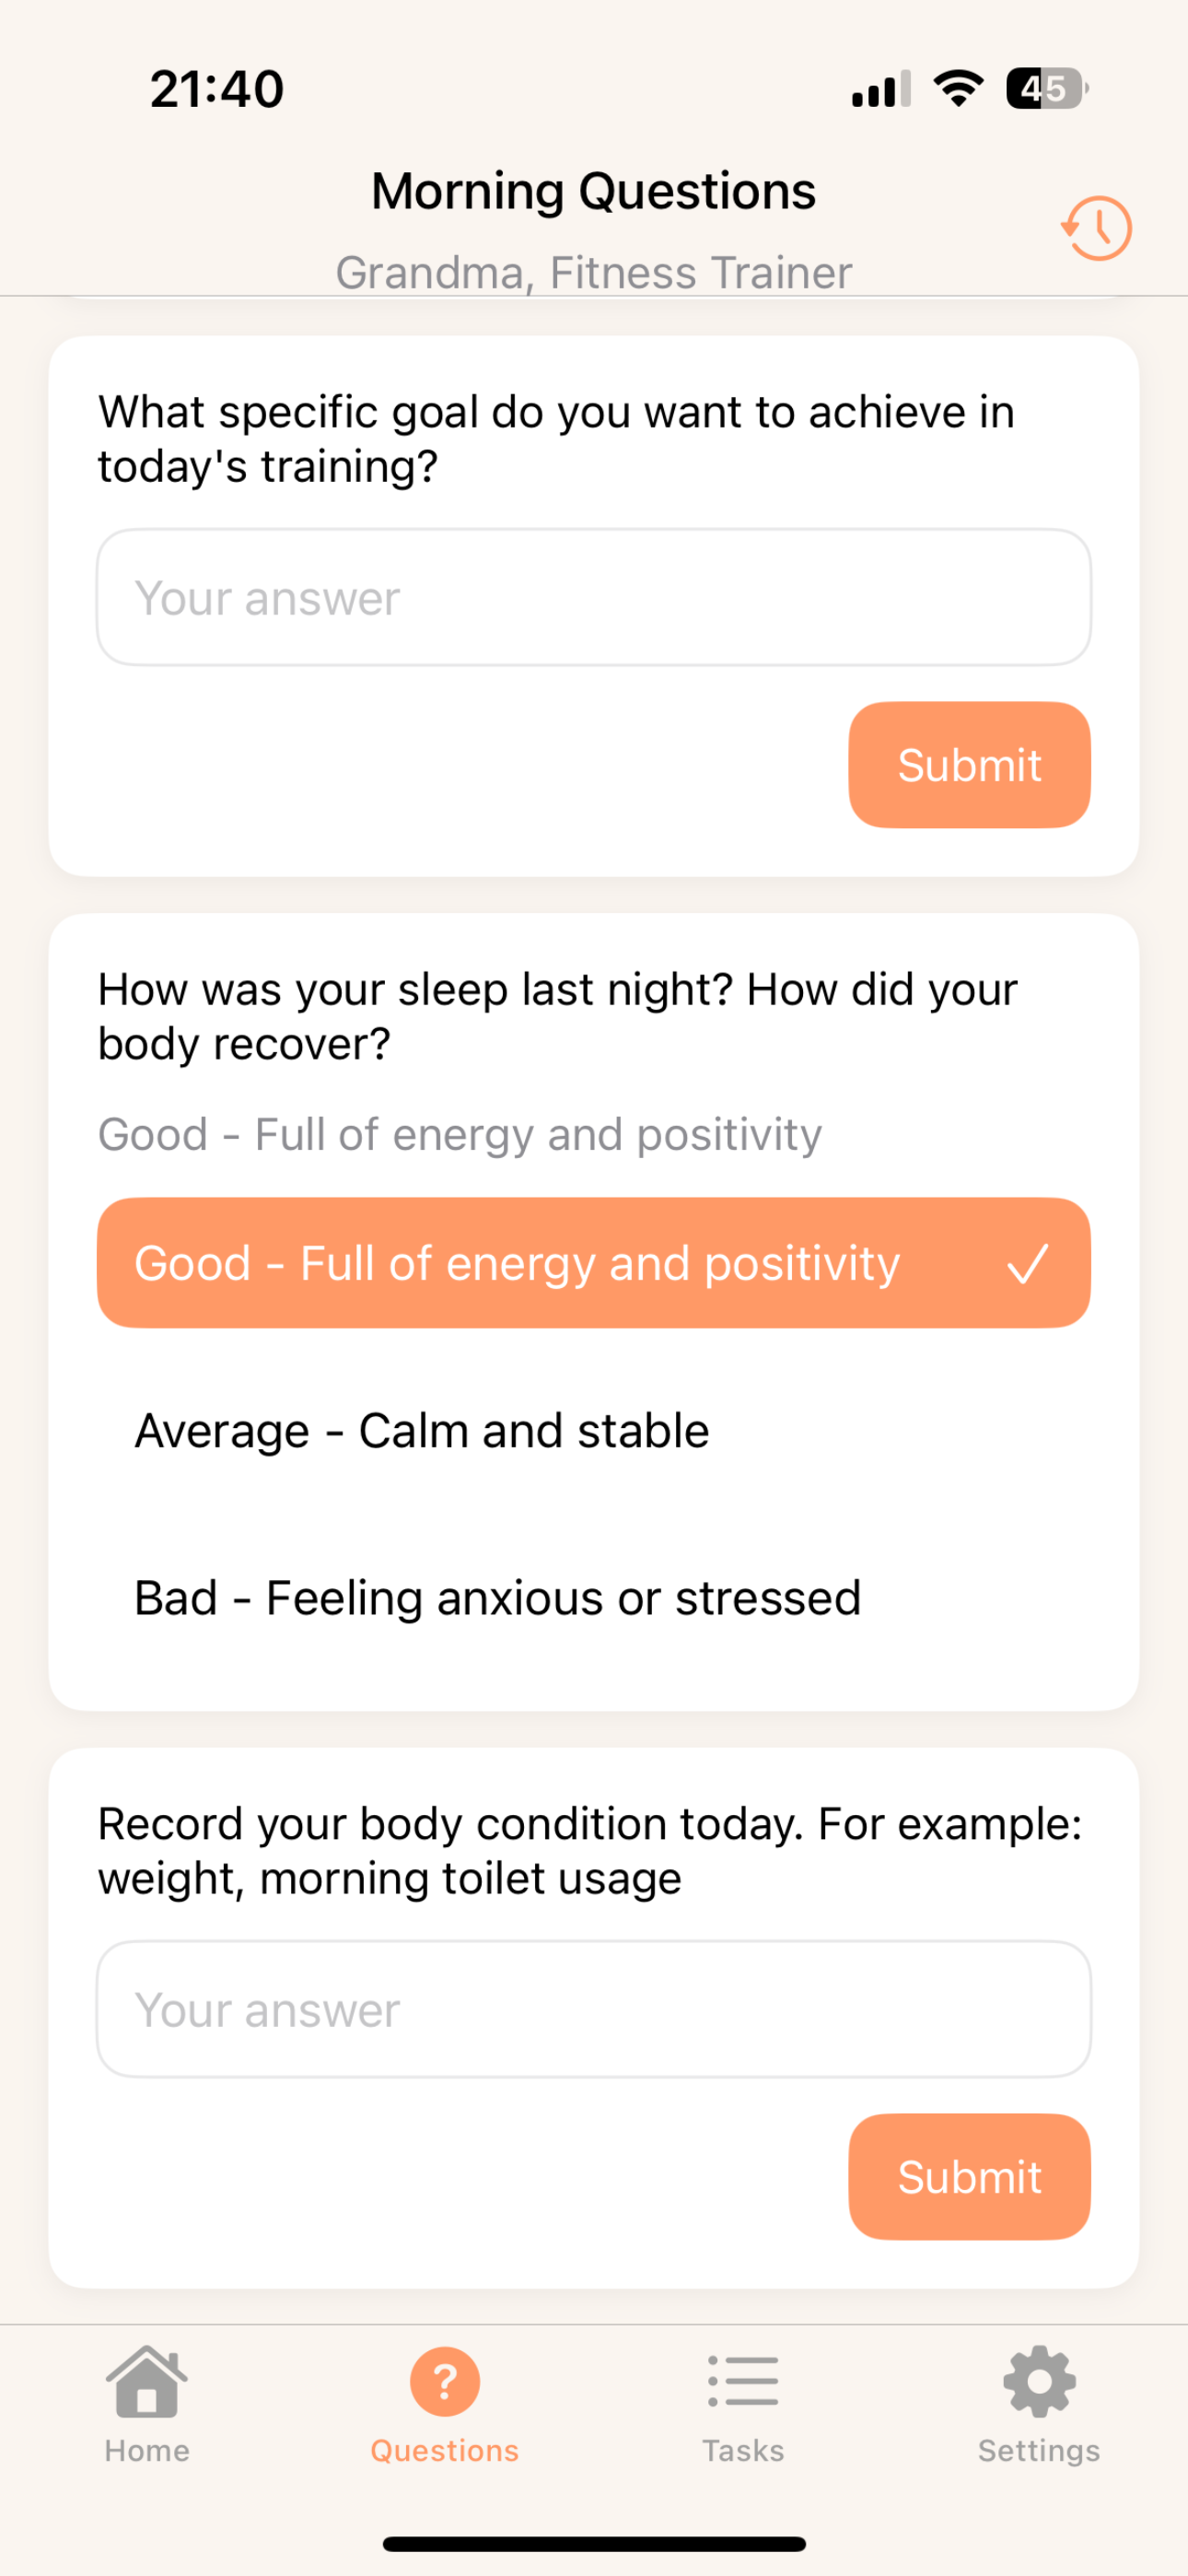 21:40
45
Morning Questions
Grandma, Fitness Trainer
What specific goal do you want to achieve in
today's training?
Your answer
Submit
How was your sleep last night? How did your
body recover?
Good - Full of energy and positivity
Good - Full of energy and positivity
Average - Calm and stable
Bad - Feeling anxious or stressed
Record your body condition today. For example:
weight, morning toilet usage
Your answer
Submit
Home
Questions
Tasks
Settings